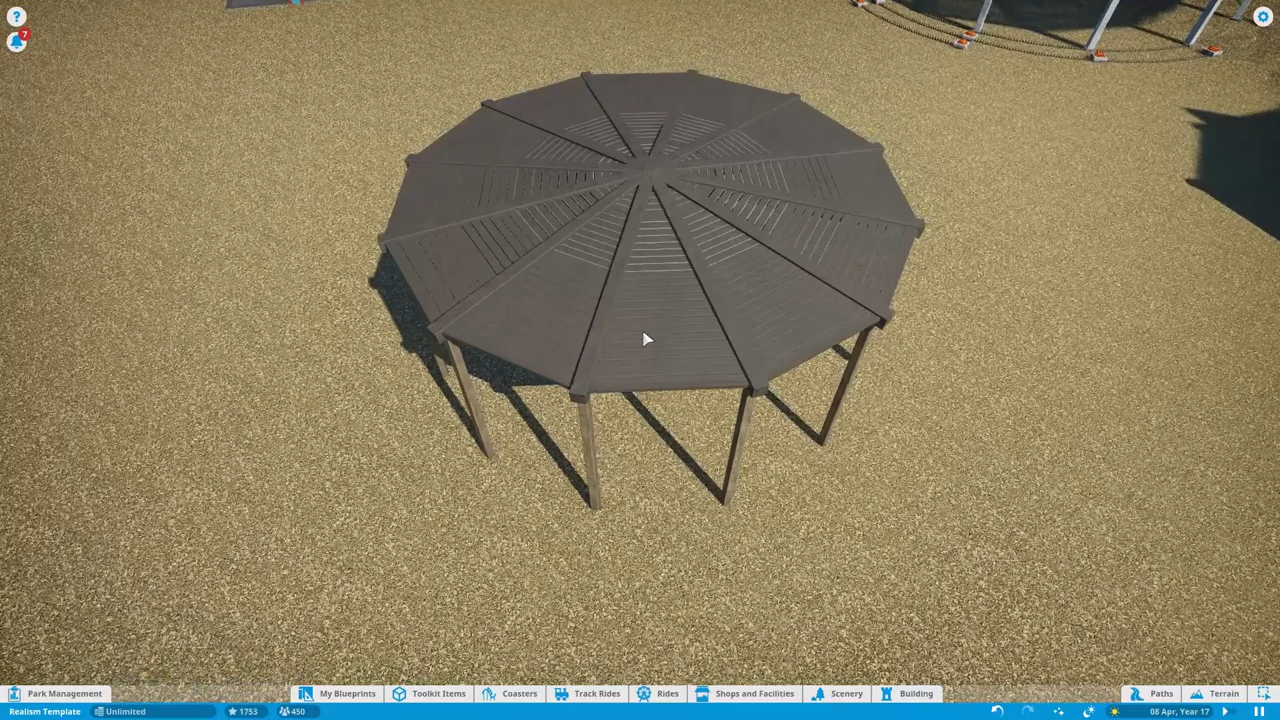 ?
7
Park Management
My Blueprints
Toolkit Items
Coasters
Track Rides
Rides
Shops and Facilities
Scenery
Building
Paths
Terrain
Realism Template
Unlimited
1753
450
08 Apr, Year 17